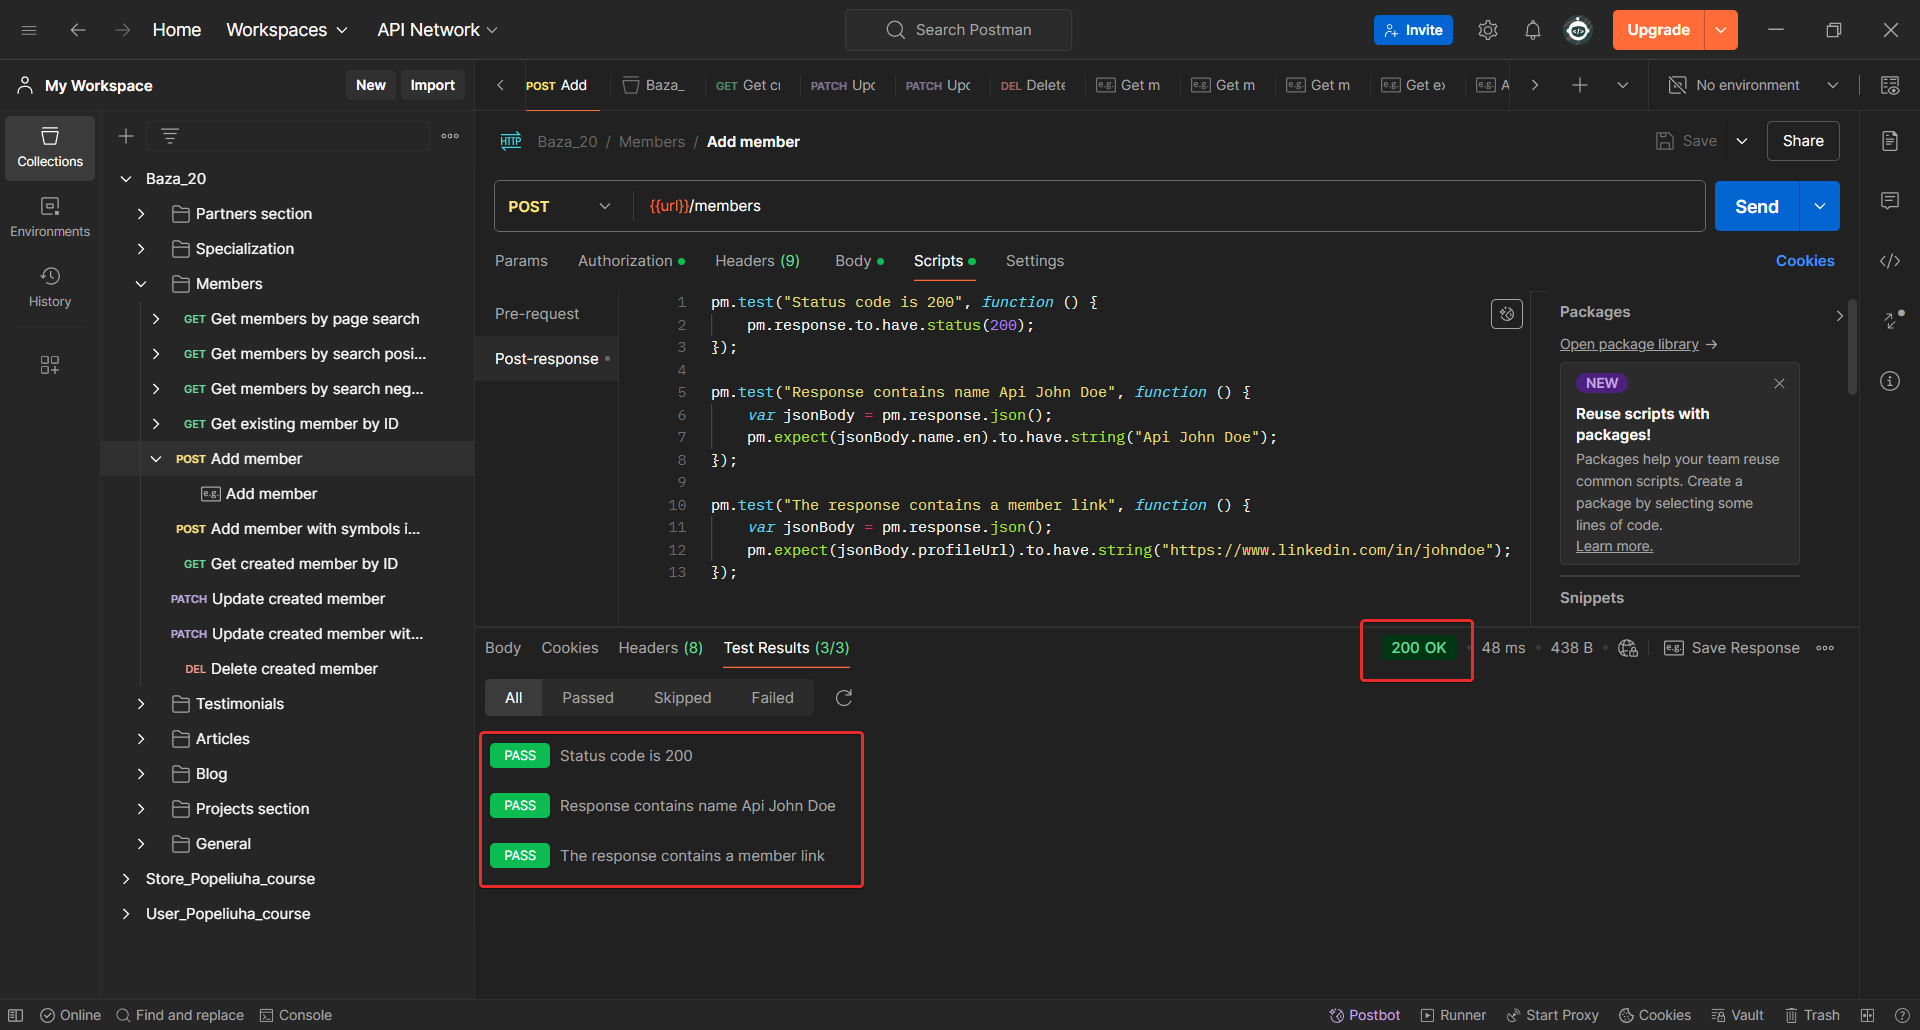 Home Workspaces API Network Search Postman Invite Upgrade
My Workspace New Import POST Add Baza_ GET Get cr PATCH Upd PATCH Upd DEL Delete e.g. Get m e.g. Get m e.g. Get m e.g. Get ex e.g. A No environment
Collections
Environments
History
Baza_20
Partners section
Specialization
Members
GET Get members by page search
GET Get members by search posi...
GET Get members by search neg...
GET Get existing member by ID
POST Add member
e.g. Add member
POST Add member with symbols i...
GET Get created member by ID
PATCH Update created member
PATCH Update created member wit...
DEL Delete created member
Testimonials
Articles
Blog
Projects section
General
Store_Popeliuha_course
User_Popeliuha_course
HTTP Baza_20 / Members / Add member Save Share
POST {{url}}/members Send
Params Authorization Headers (9) Body Scripts Settings Cookies
Pre-request
Post-response
1 pm.test("Status code is 200", function () {
2 pm.response.to.have.status(200);
3 });
4
5 pm.test("Response contains name Api John Doe", function () {
6 var jsonBody = pm.response.json();
7 pm.expect(jsonBody.name.en).to.have.string("Api John Doe");
8 });
9
10 pm.test("The response contains a member link", function () {
11 var jsonBody = pm.response.json();
12 pm.expect(jsonBody.profileUrl).to.have.string("https://www.linkedin.com/in/johndoe");
13 });
Packages
Open package library →
NEW
Reuse scripts with
packages!
Packages help your team reuse
common scripts. Create a
package by selecting some
lines of code.
Learn more.
Snippets
Body Cookies Headers (8) Test Results (3/3) 200 OK • 48 ms • 438 B • e.g. Save Response
All Passed Skipped Failed
PASS Status code is 200
PASS Response contains name Api John Doe
PASS The response contains a member link
Online Find and replace Console Postbot Runner Start Proxy Cookies Vault Trash